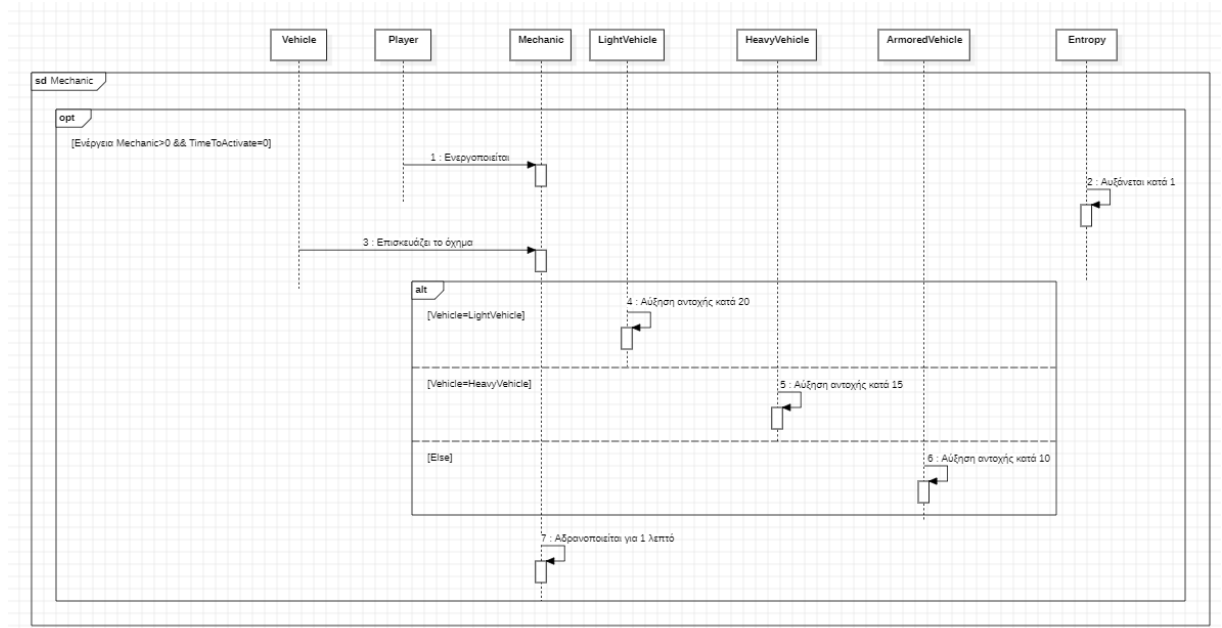 Vehicle
Player
Mechanic
LightVehicle
HeavyVehicle
ArmoredVehicle
Entropy
sd Mechanic
opt
[Ενέργεια Mechanic>0 && TimeToActivate=0]
1 : Ενεργοποιείται
2 : Αυξάνεται κατά 1
3 : Επισκευάζει το όχημα
alt
4 : Αύξηση αντοχής κατά 20
[Vehicle=LightVehicle]
[Vehicle=HeavyVehicle]
5 : Αύξηση αντοχής κατά 15
[Else]
6 : Αύξηση αντοχής κατά 10
7 : Αδρανοποιείται για 1 λεπτό